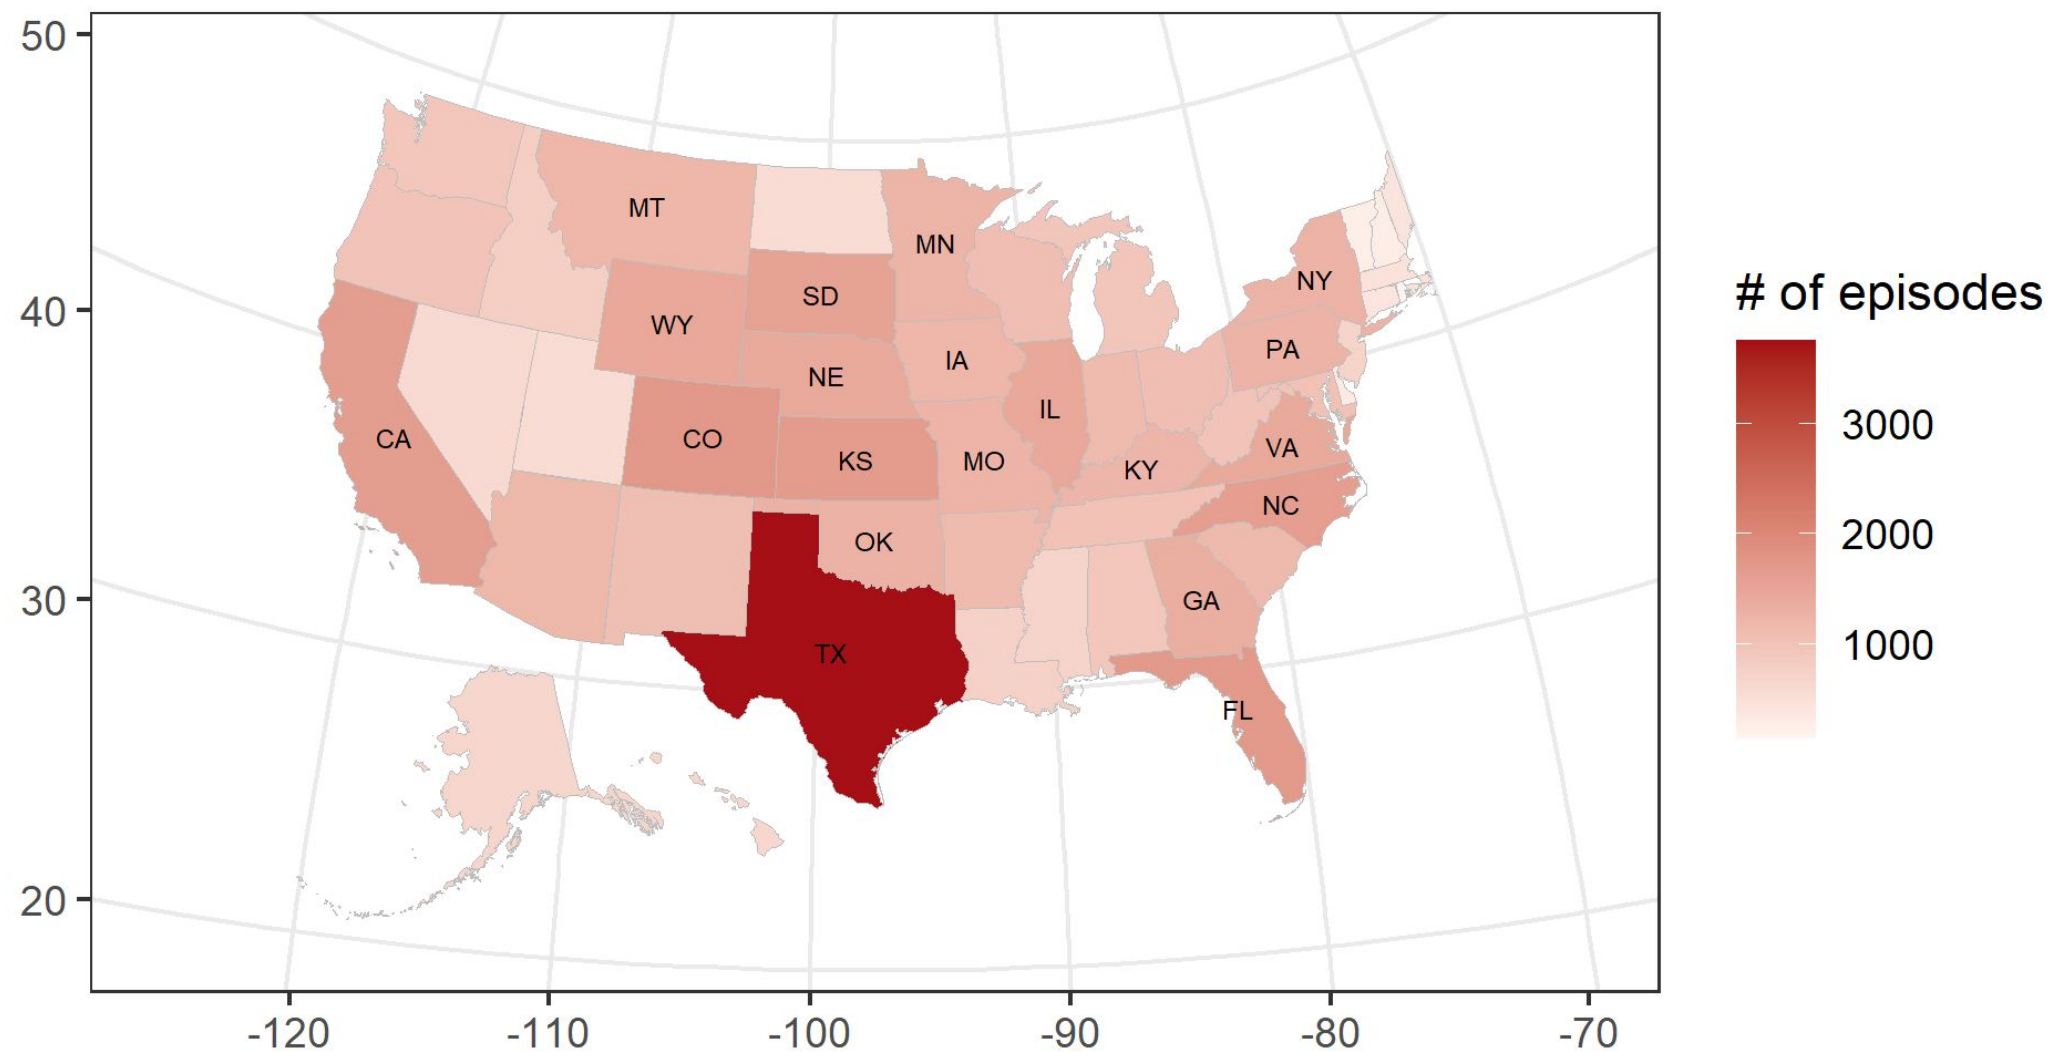 50
40
30
20
MT
MN
SD
WY
IA
NE
NY
PA
IL
CA
CO
KS
MO
KY
VA
NC
OK
GA
TX
FL
-120
-110
-100
-90
-80
-70
# of episodes
3000
2000
1000